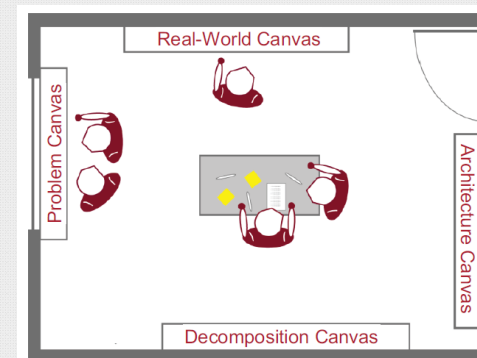 Real-World Canvas
Problem Canvas
Architecture Canvas
Decomposition Canvas